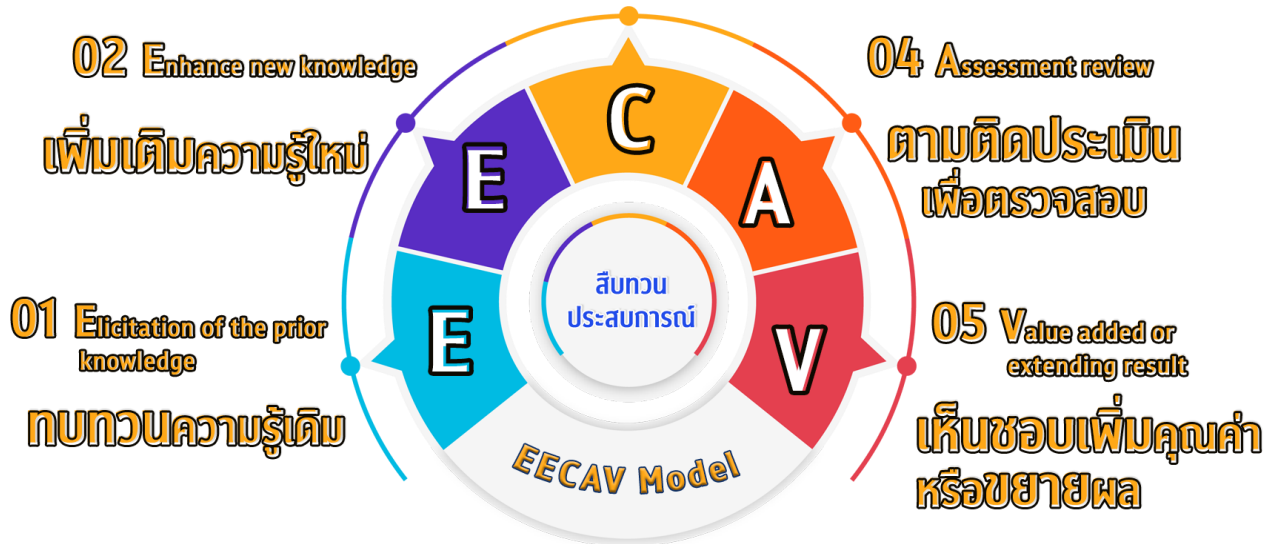 01 Elicitation of the prior
knowledge
ทบทวนความรู้เดิม
02 Enhance new knowledge
เพิ่มเติมความรู้ใหม่
04 Assessment review
ตามติดประเมิน
เพื่อตรวจสอบ
05 Value added or
extending result
เห็นชอบเพิ่มคุณค่า
หรือขยายผล
E
E
C
A
V
สืบทวน
ประสบการณ์
EECAV Model